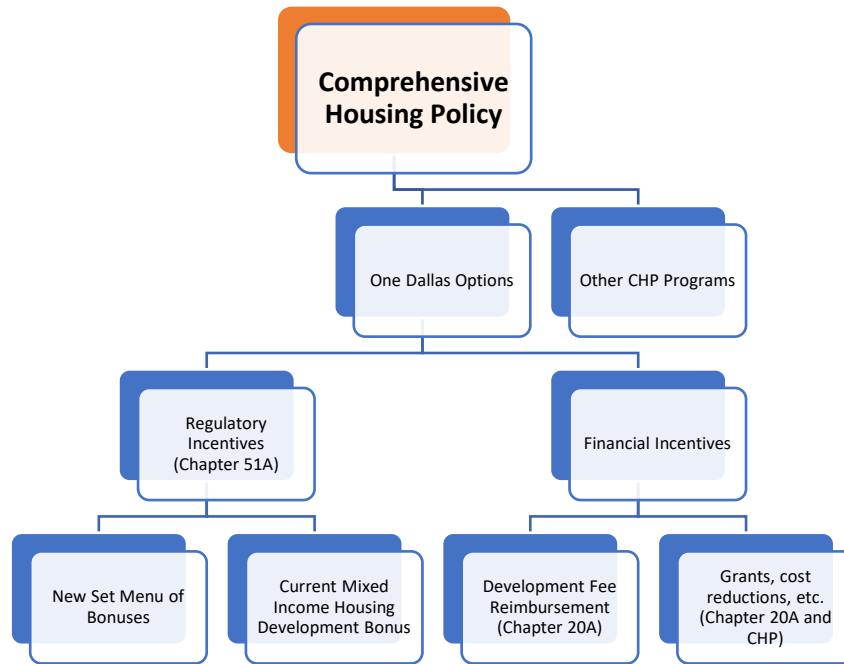 Comprehensive
Housing Policy
One Dallas Options
Other CHP Programs
Regulatory
Incentives
(Chapter 51A)
Financial Incentives
New Set Menu of
Bonuses
Current Mixed
Income Housing
Development Bonus
Development Fee
Reimbursement
(Chapter 20A)
Grants, cost
reductions, etc.
(Chapter 20A and
CHP)